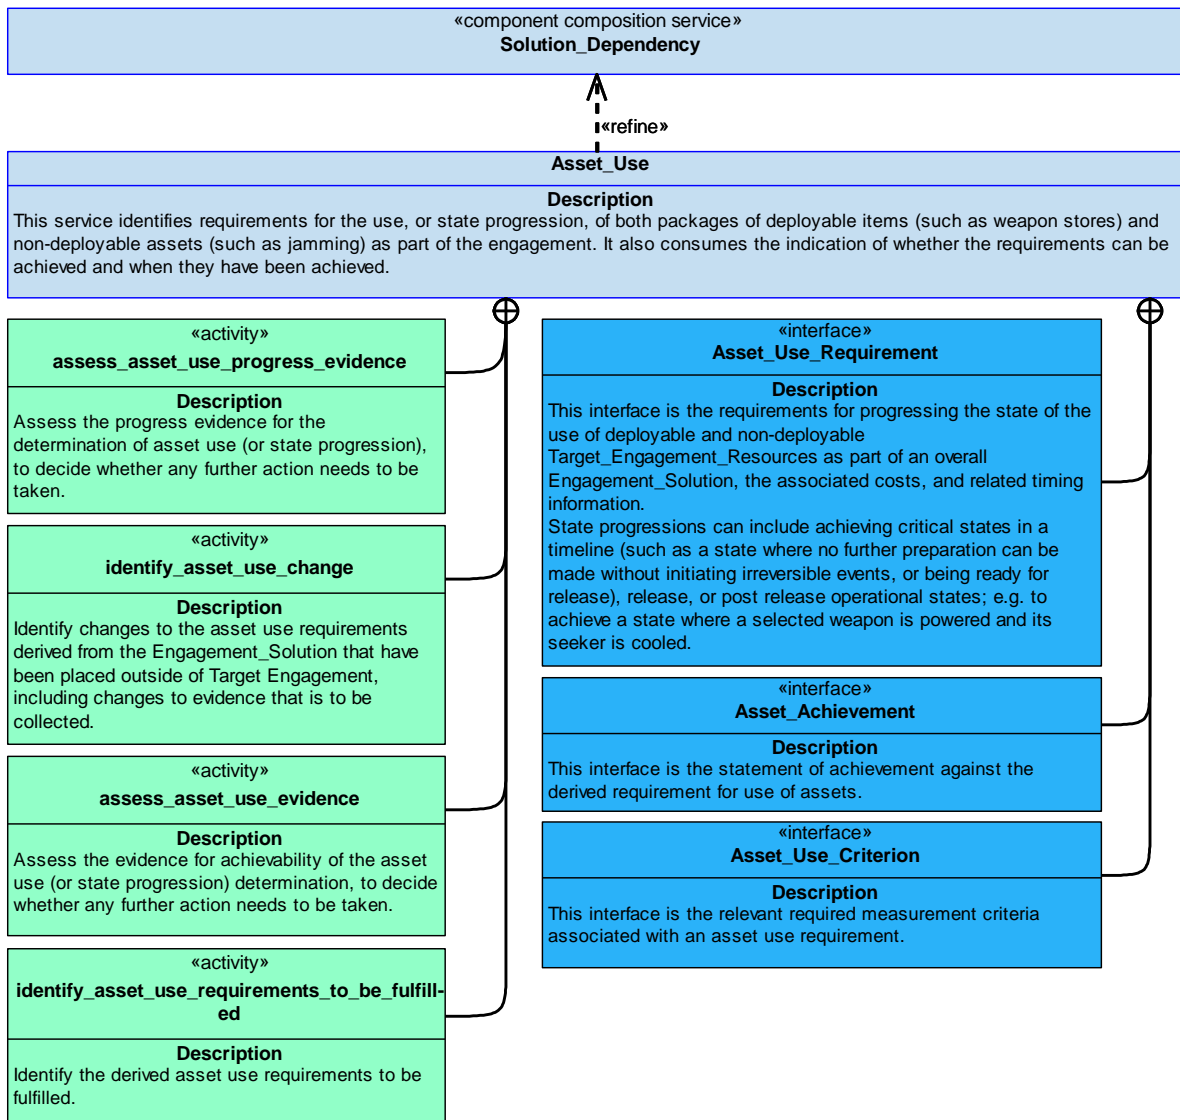 «component composition service»
Solution_Dependency
«refine»
Asset_Use
Description
This service identifies requirements for the use, or state progression, of both packages of deployable items (such as weapon stores) and
non-deployable assets (such as jamming) as part of the engagement. It also consumes the indication of whether the requirements can be
achieved and when they have been achieved.
«activity»
assess_asset_use_progress_evidence
Description
Assess the progress evidence for the
determination of asset use (or state progression),
to decide whether any further action needs to be
taken.
«activity»
identify_asset_use_change
Description
Identify changes to the asset use requirements
derived from the Engagement_Solution that have
been placed outside of Target Engagement,
including changes to evidence that is to be
collected.
«activity»
assess_asset_use_evidence
Description
Assess the evidence for achievability of the asset
use (or state progression) determination, to decide
whether any further action needs to be taken.
«activity»
identify_asset_use_requirements_to_be_fulfill-
ed
Description
Identify the derived asset use requirements to be
fulfilled.
«interface»
Asset_Use_Requirement
Description
This interface is the requirements for progressing the state of the
use of deployable and non-deployable
Target_Engagement_Resources as part of an overall
Engagement_Solution, the associated costs, and related timing
information.
State progressions can include achieving critical states in a
timeline (such as a state where no further preparation can be
made without initiating irreversible events, or being ready for
release), release, or post release operational states; e.g. to
achieve a state where a selected weapon is powered and its
seeker is cooled.
«interface»
Asset_Achievement
Description
This interface is the statement of achievement against the
derived requirement for use of assets.
«interface»
Asset_Use_Criterion
Description
This interface is the relevant required measurement criteria
associated with an asset use requirement.